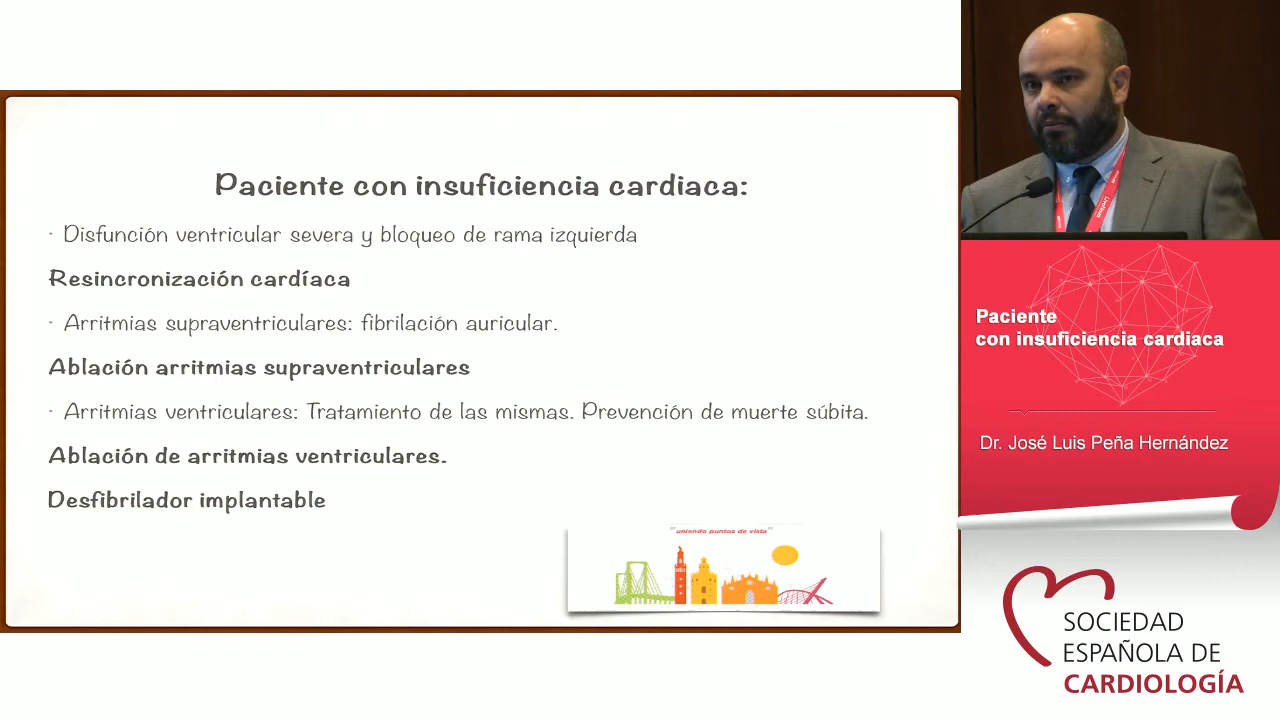 Paciente con insuficiencia cardiaca:
- Disfunción ventricular severa y bloqueo de rama izquierda
Resincronización cardíaca
- Arritmias supraventriculares: fibrilación auricular.
Ablación arritmias supraventriculares
- Arritmias ventriculares: Tratamiento de las mismas. Prevención de muerte súbita.
Ablación de arritmias ventriculares.
Desfibrilador implantable
"uniendo puntos de vista"
Paciente
con insuficiencia cardiaca
Dr. José Luis Peña Hernández
SOCIEDAD
ESPAÑOLA DE
CARDIOLOGÍA